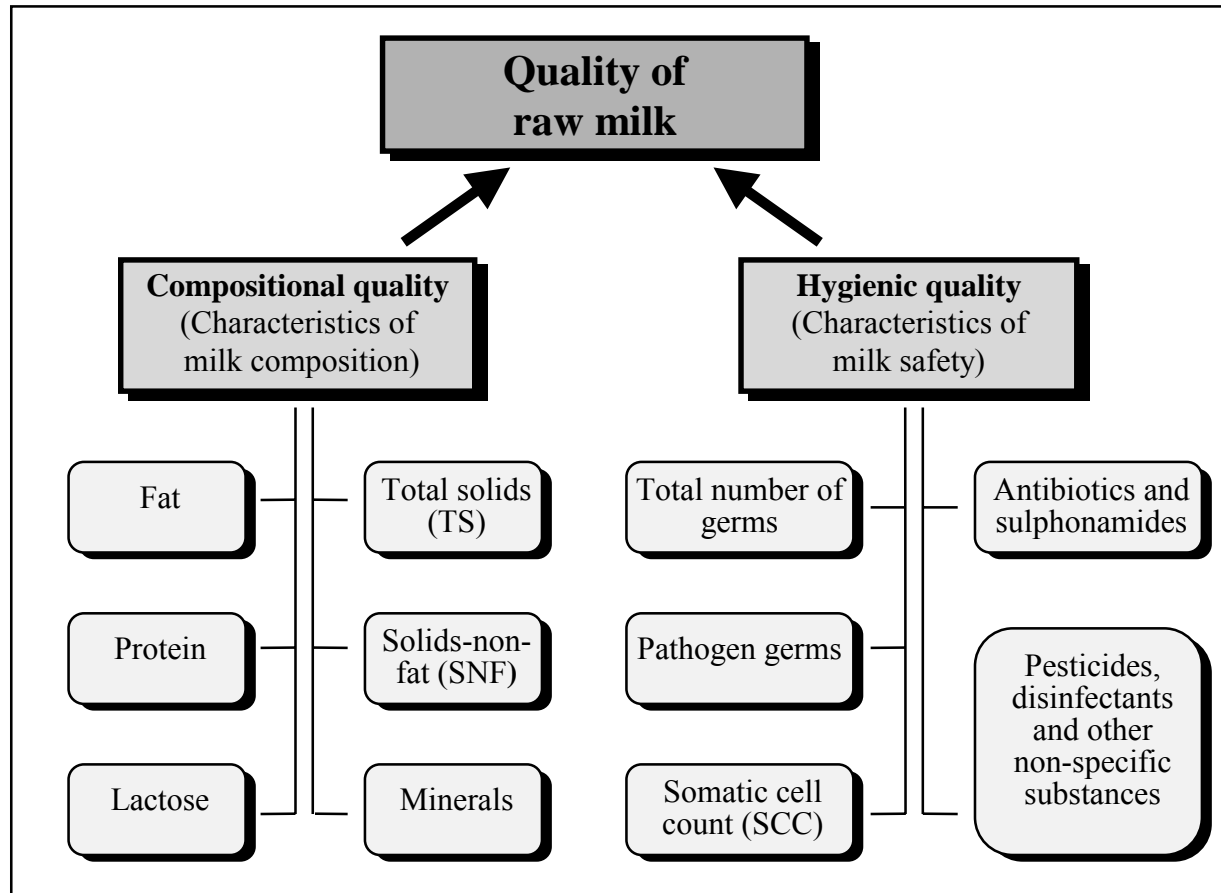 Quality of
raw milk
Compositional quality
(Characteristics of
milk composition)
Hygienic quality
(Characteristics of
milk safety)
Fat
Total solids
(TS)
Protein
Solids-non-
fat (SNF)
Lactose
Minerals
Total number of
germs
Antibiotics and
sulphonamides
Pathogen germs
Pesticides,
disinfectants
and other
non-specific
substances
Somatic cell
count (SCC)